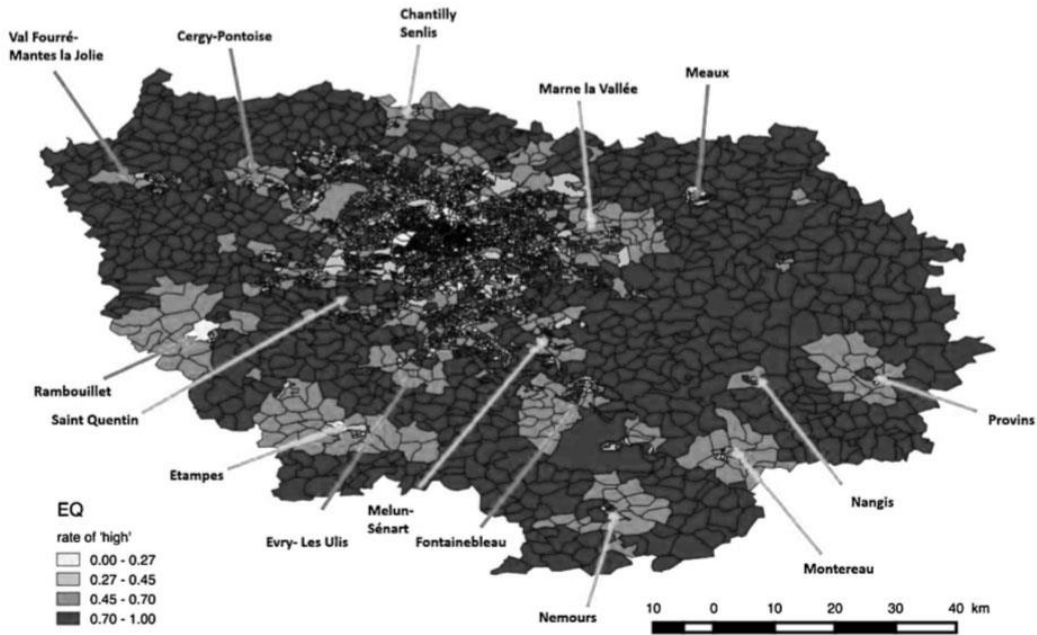 Chantilly
Senlis
Val Fourré-
Mantes la Jolie
Cergy-Pontoise
Marne la Vallée
Meaux
Rambouillet
Saint Quentin
Provins
Etampes
Melun-
Sénart
Nangis
Evry- Les Ulis
Fontainebleau
Montereau
Nemours
EQ
rate of 'high'
0.00 - 0.27
0.27 - 0.45
0.45 - 0.70
0.70 - 1.00
10 0 10 20 30 40 km